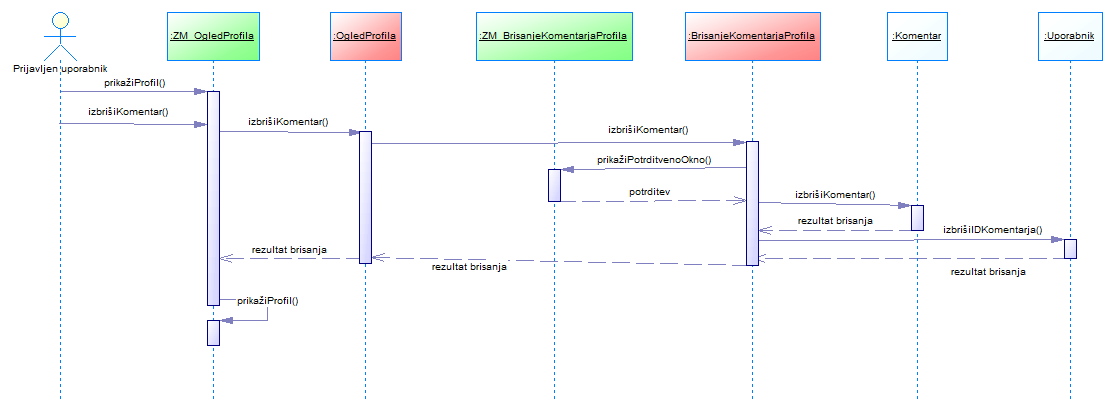 :ZM_OgledProfila
:OgledProfila
:ZM_BrisanjeKomentarjaProfila
:BrisanjeKomentarjaProfila
:Komentar
:Uporabnik
Prijavljen uporabnik
prikažiProfil()
izbrišiKomentar()
izbrišiKomentar()
izbrišiKomentar()
prikažiPotrditvenoOkno()
potrditev
izbrišiKomentar()
rezultat brisanja
izbrišiIDKomentarja()
rezultat brisanja
rezultat brisanja
rezultat brisanja
prikažiProfil()